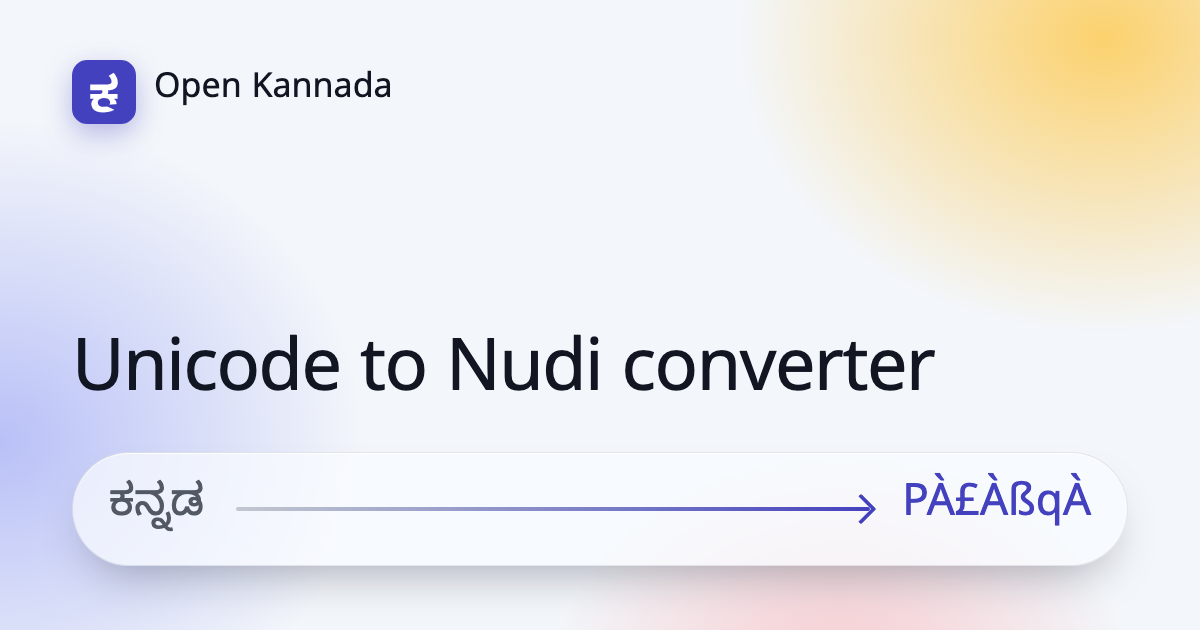 ಕ Open Kannada
Unicode to Nudi converter
ಕನ್ನಡ PÀ£ÀßqÀ